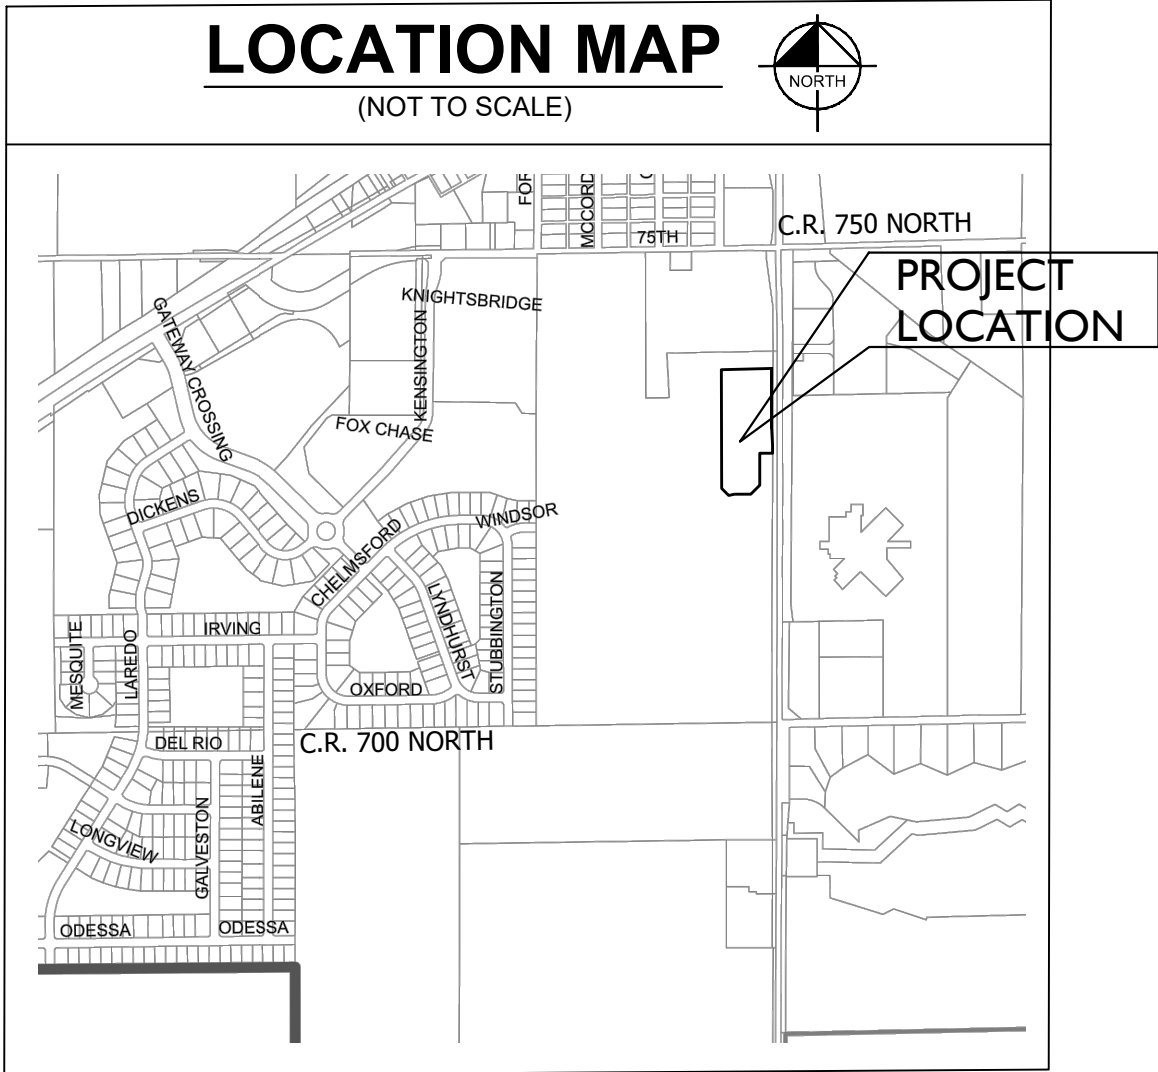 LOCATION MAP
(NOT TO SCALE)
NORTH
MCCORD
75TH
C.R. 750 NORTH
PROJECT
LOCATION
KNIGHTSBRIDGE
GATEWAY CROSSING
KENSINGTON
FOX CHASE
DICKENS
WINDSOR
CHELMSFORD
LYNDHURST
STUBBINGTON
IRVING
MESQUITE
LAREDO
OXFORD
DEL RIO
C.R. 700 NORTH
ABILENE
GALVESTON
LONGVIEW
ODESSA
ODESSA